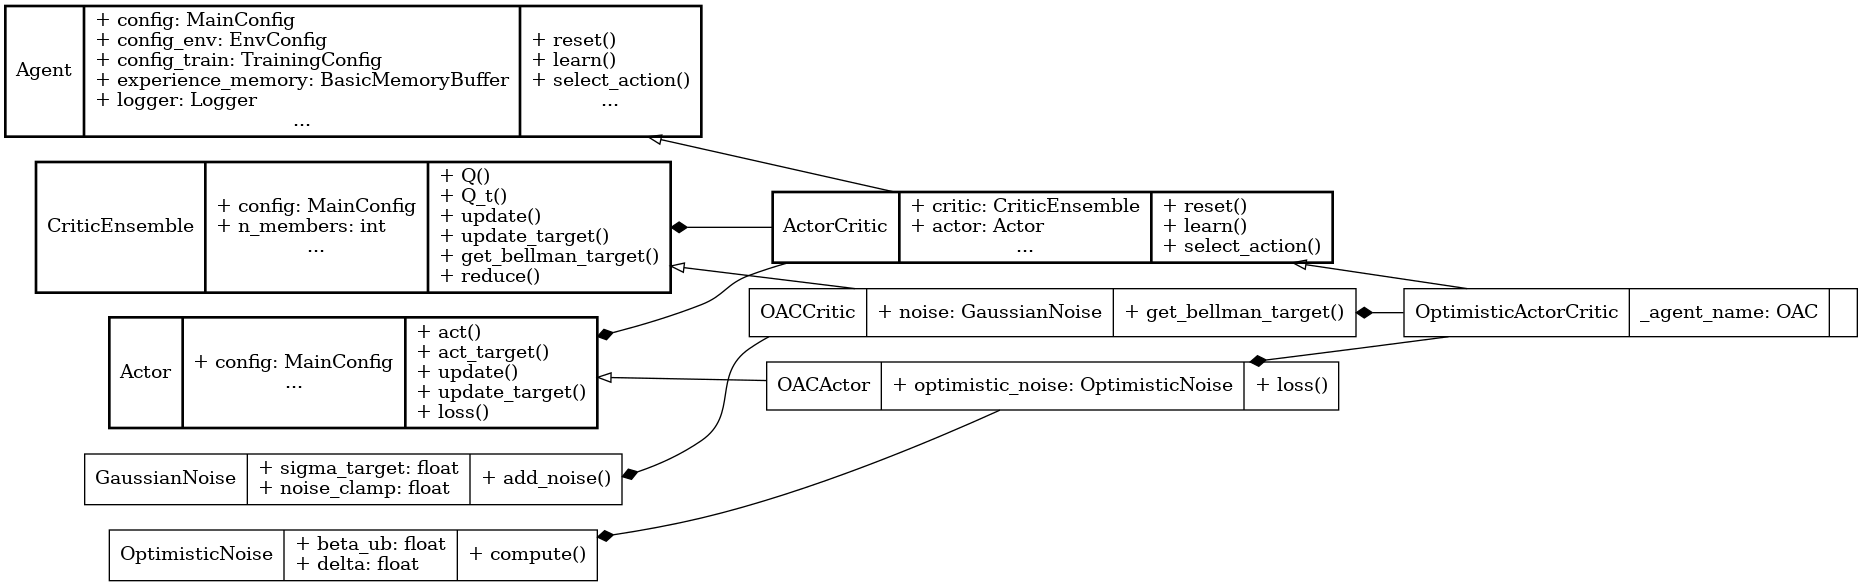 Agent
+ config: MainConfig
+ config_env: EnvConfig
+ config_train: TrainingConfig
+ experience_memory: BasicMemoryBuffer
+ logger: Logger
...
+ reset()
+ learn()
+ select_action()
...
CriticEnsemble
+ config: MainConfig
+ n_members: int
...
+ Q()
+ Q_t()
+ update()
+ update_target()
+ get_bellman_target()
+ reduce()
ActorCritic
+ critic: CriticEnsemble
+ actor: Actor
...
+ reset()
+ learn()
+ select_action()
OACCritic
+ noise: GaussianNoise
+ get_bellman_target()
OptimisticActorCritic
_agent_name: OAC
Actor
+ config: MainConfig
...
+ act()
+ act_target()
+ update()
+ update_target()
+ loss()
OACActor
+ optimistic_noise: OptimisticNoise
+ loss()
GaussianNoise
+ sigma_target: float
+ noise_clamp: float
+ add_noise()
OptimisticNoise
+ beta_ub: float
+ delta: float
+ compute()